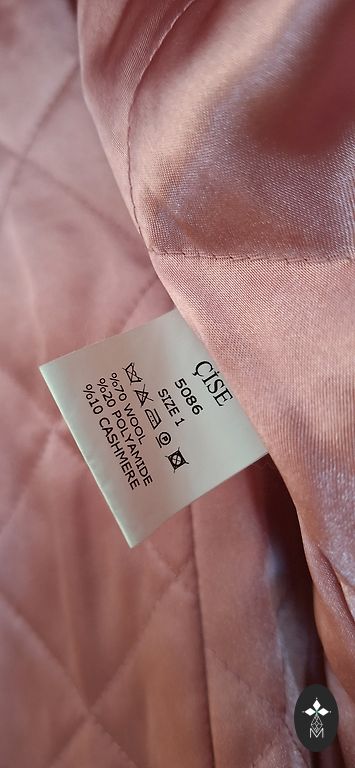 ÇİSE
5086
SIZE 1
%70 WOOL
%20 POLYAMIDE
%10 CASHMERE
M